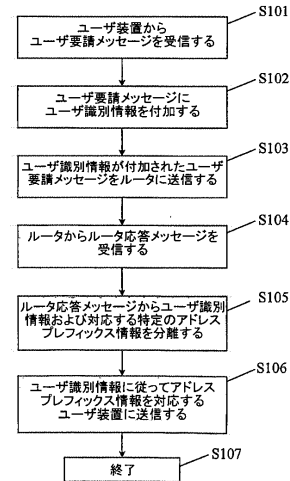 S101
ユーザ装置から
ユーザ要請メッセージを受信する
S102
ユーザ要請メッセージに
ユーザ識別情報を付加する
S103
ユーザ識別情報が付加されたユーザ
要請メッセージをルータに送信する
S104
ルータからルータ応答メッセージを
受信する
S105
ルータ応答メッセージからユーザ識別
情報および対応する特定のアドレス
プレフィックス情報を分離する
S106
ユーザ識別情報に従ってアドレス
プレフィックス情報を対応する
ユーザ装置に送信する
S107
終了